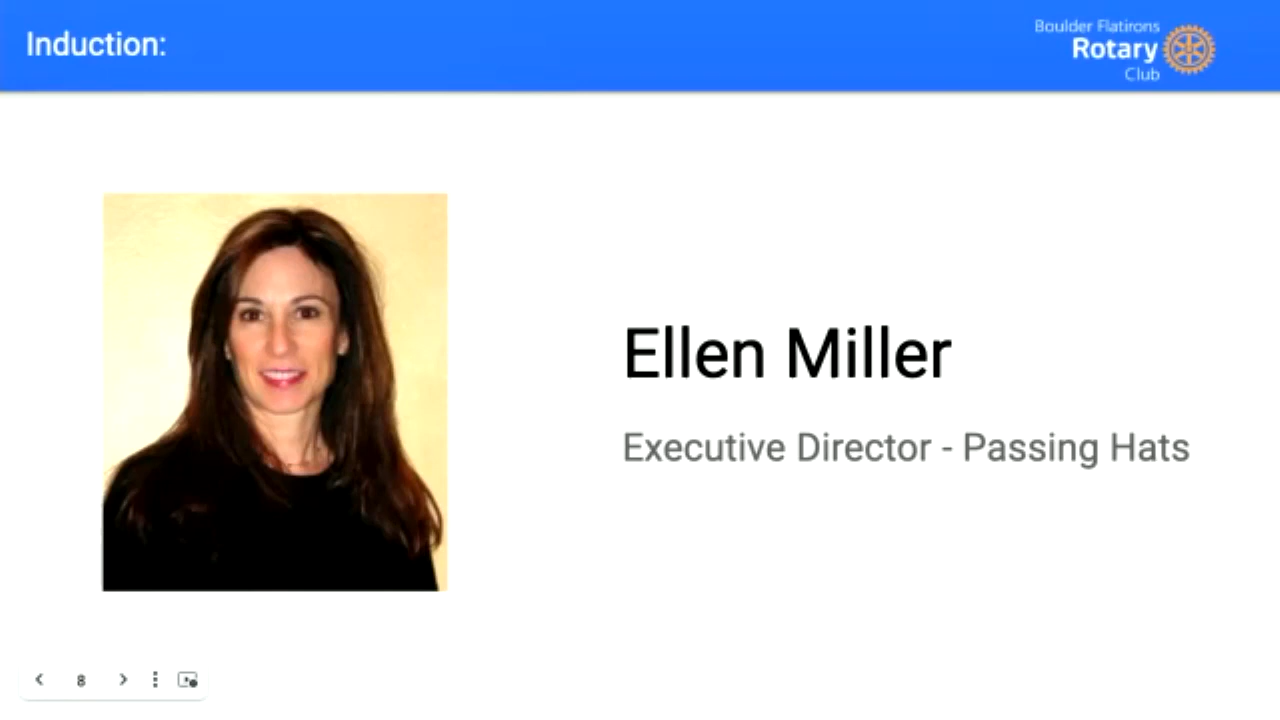 Induction:
Boulder Flatirons
Rotary
Club
Ellen Miller
Executive Director - Passing Hats
8